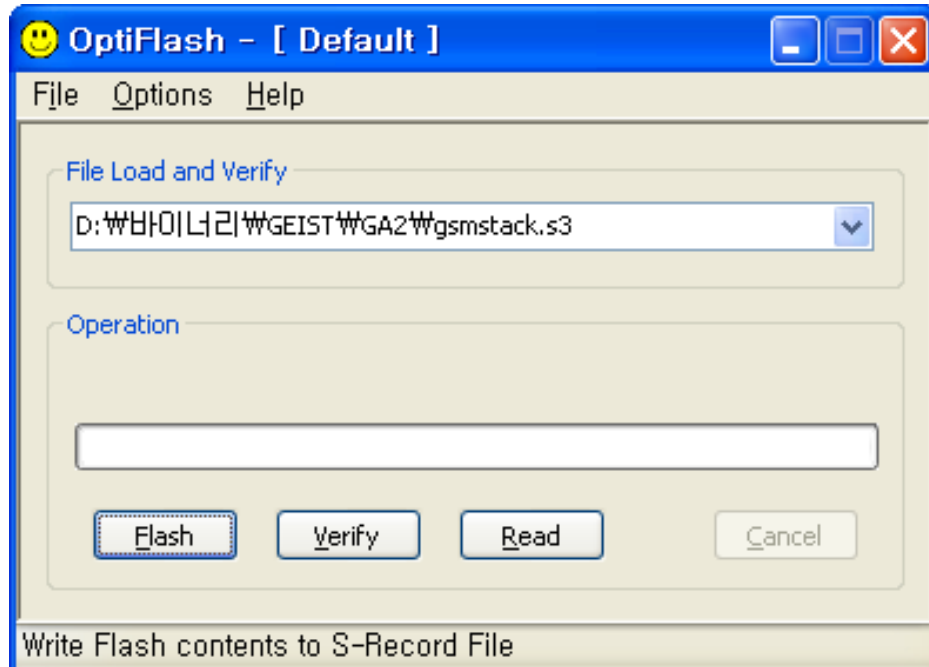 OptiFlash - [ Default ]
File Options Help
File Load and Verify
D:₩바이너리₩GEIST₩GA2₩gsmstack.s3
Operation
Flash Verify Read Cancel
Write Flash contents to S-Record File